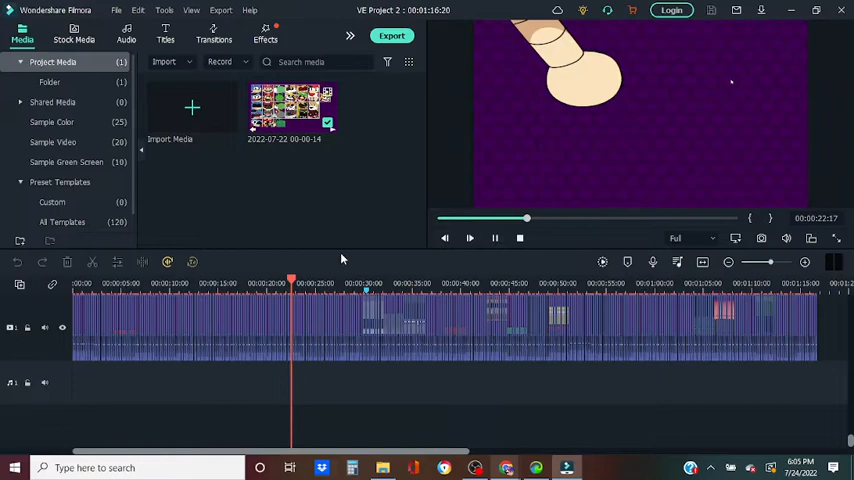 Wondershare Filmora
File Edit Tools View Export Help
VE Project 2 : 00:01:16:20
Login
Media
Stock Media
Audio
Titles
Transitions
Effects
Export
Project Media (1)
Folder (1)
Shared Media (0)
Sample Color (25)
Sample Video (20)
Sample Green Screen (10)
Preset Templates
Custom (0)
All Templates (120)
Import
Record
Search media
Import Media
2022-07-22 00-00-14
00:00:22:17
Full
:00:00 00:00:05:00 00:00:10:00 00:00:15:00 00:00:20:00 00:00:25:00 00:00:30:00 00:00:35:00 00:00:40:00 00:00:45:00 00:00:50:00 00:00:55:00 00:01:00:00 00:01:05:00 00:01:10:00 00:01:15:00 00:01:2
1
1
Type here to search
6:05 PM
7/24/2022